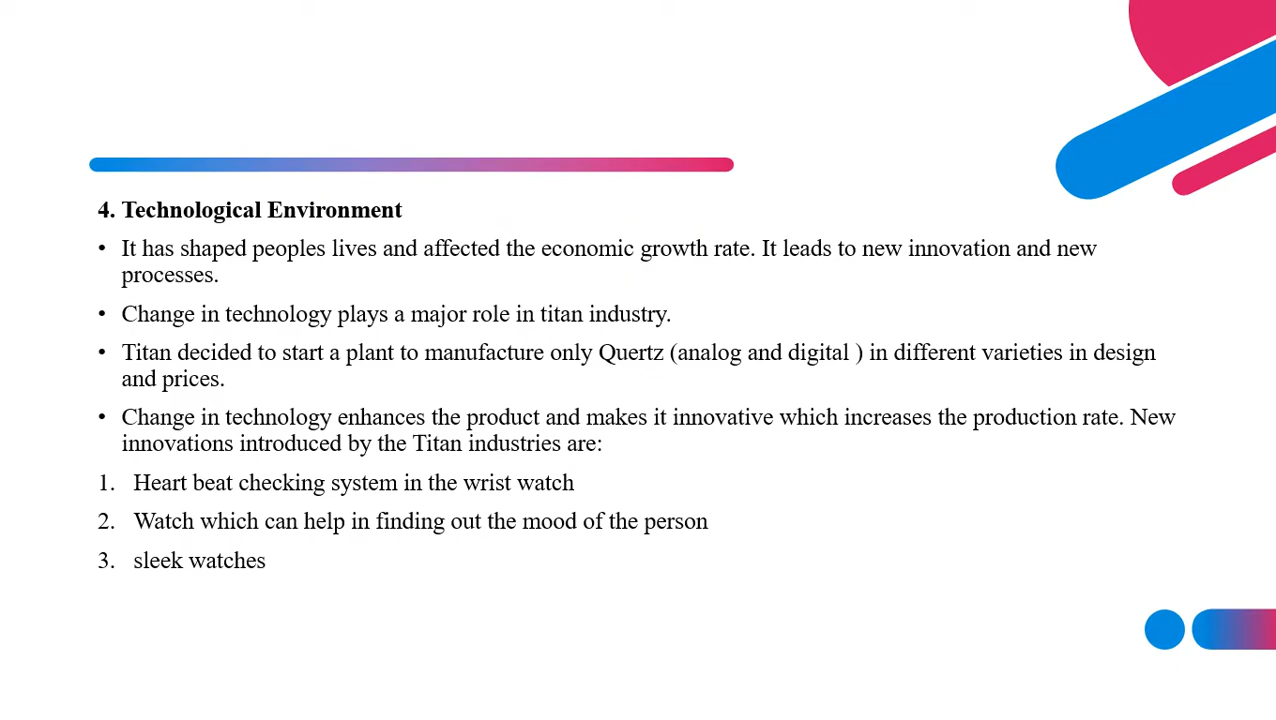 4. Technological Environment
• It has shaped peoples lives and affected the economic growth rate. It leads to new innovation and new
processes.
• Change in technology plays a major role in titan industry.
• Titan decided to start a plant to manufacture only Quertz (analog and digital ) in different varieties in design
and prices.
• Change in technology enhances the product and makes it innovative which increases the production rate. New
innovations introduced by the Titan industries are:
1. Heart beat checking system in the wrist watch
2. Watch which can help in finding out the mood of the person
3. sleek watches